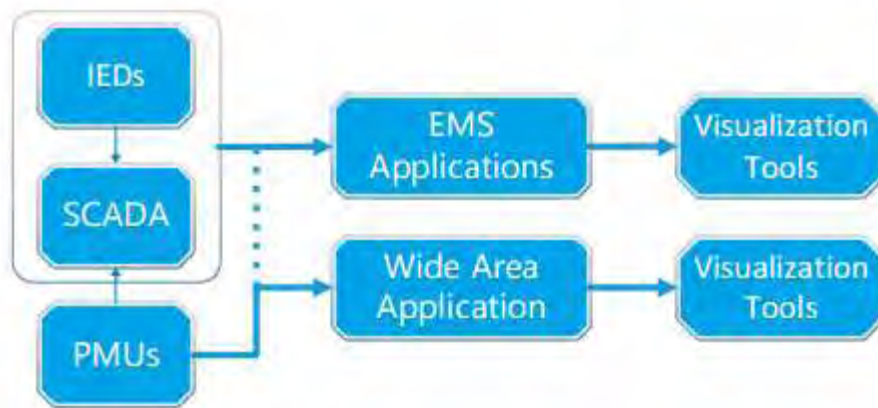 IEDs
SCADA
PMUs
EMS
Applications
Wide Area
Application
Visualization
Tools
Visualization
Tools